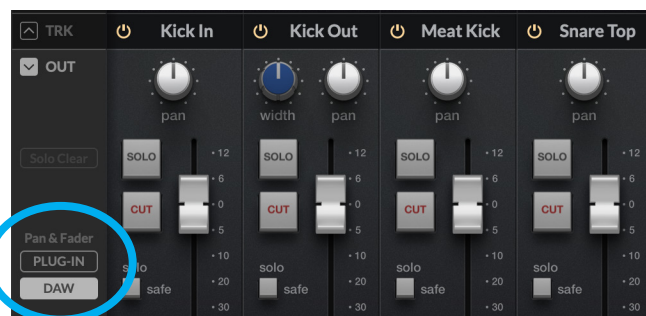 TRK
Kick In
Kick Out
Meat Kick
Snare Top
OUT
pan
width pan
pan
pan
Solo Clear
SOLO
SOLO
SOLO
SOLO
12
12
12
12
6
6
6
6
CUT
CUT
CUT
CUT
0
0
0
0
5
5
5
5
Pan & Fader
PLUG-IN
10
10
10
10
solo
solo
solo
solo
DAW
safe
safe
safe
safe
20
20
20
20
30
30
30
30